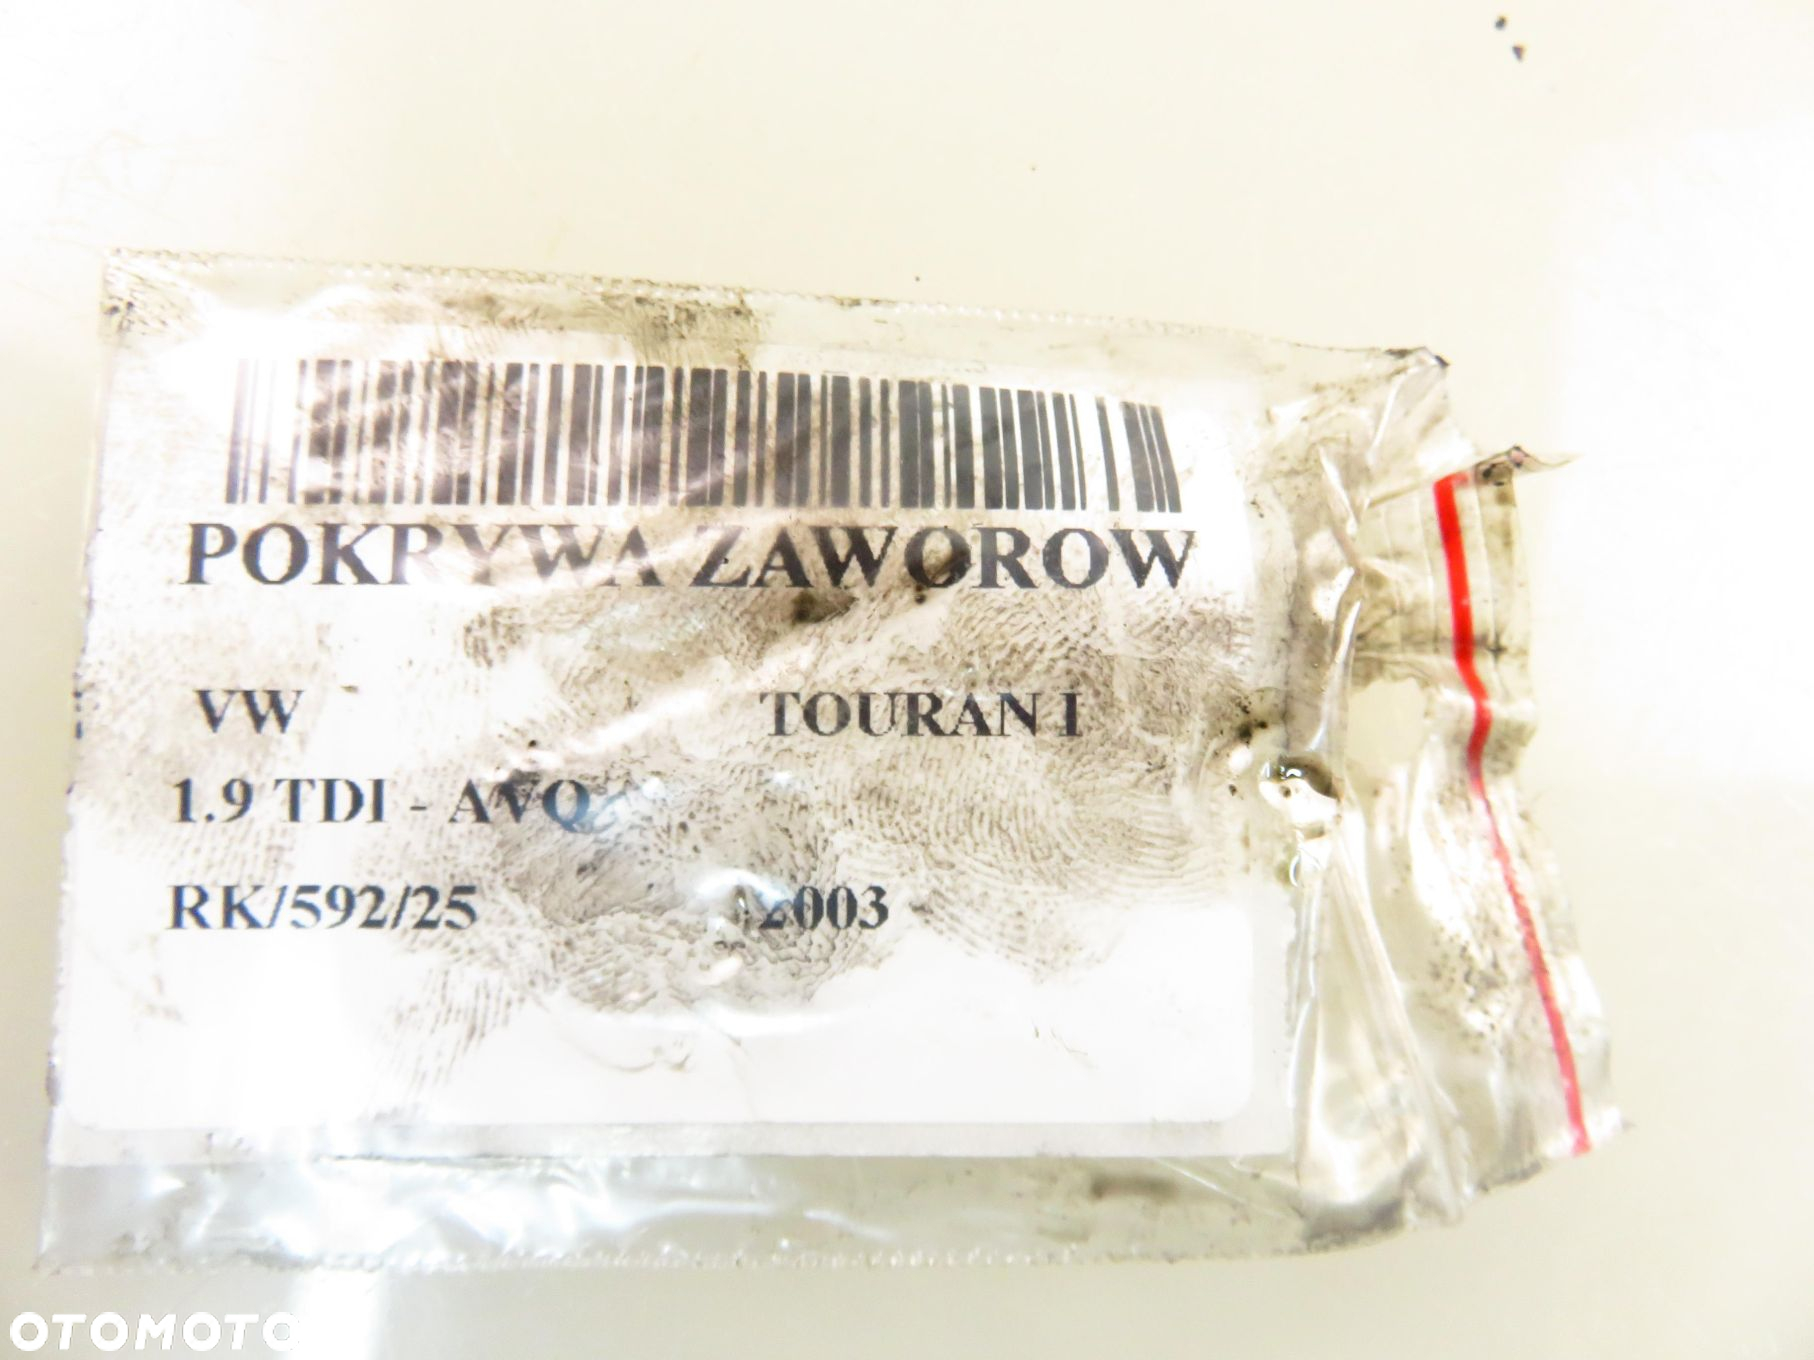 POKRYWA ZAWOROW
VW TOURAN I
1.9 TDI - AVQ
RK/592/25 2003
OTOMOTO